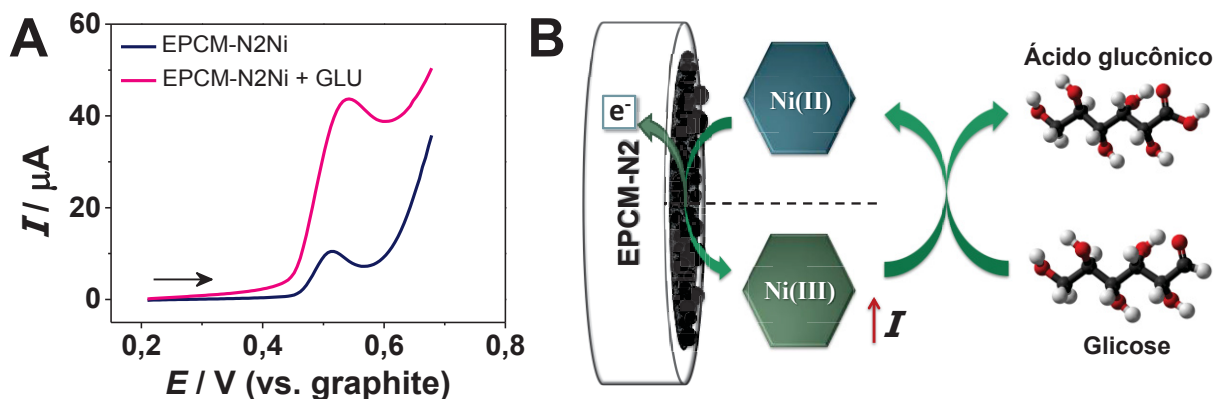 A
60
40
20
0
I / µA
EPCM-N2Ni
EPCM-N2Ni + GLU
0,2
0,4
0,6
0,8
E / V (vs. graphite)
B
e-
EPCM-N2
Ni(II)
Ni(III)
I
Ácido glucônico
Glicose